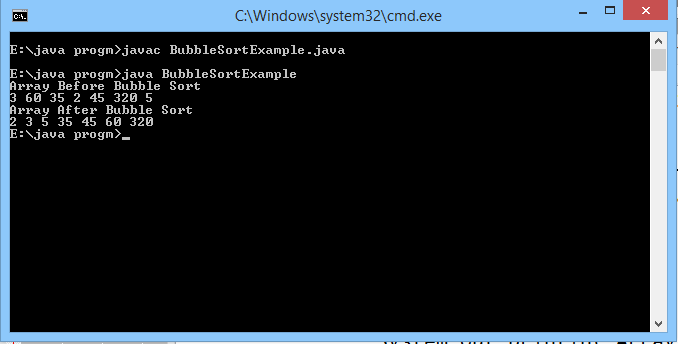 C:\Windows\system32\cmd.exe
E:\java progm>javac BubbleSortExample.java
E:\java progm>java BubbleSortExample
Array Before Bubble Sort
3 60 35 2 45 320 5
Array After Bubble Sort
2 3 5 35 45 60 320
E:\java progm>_